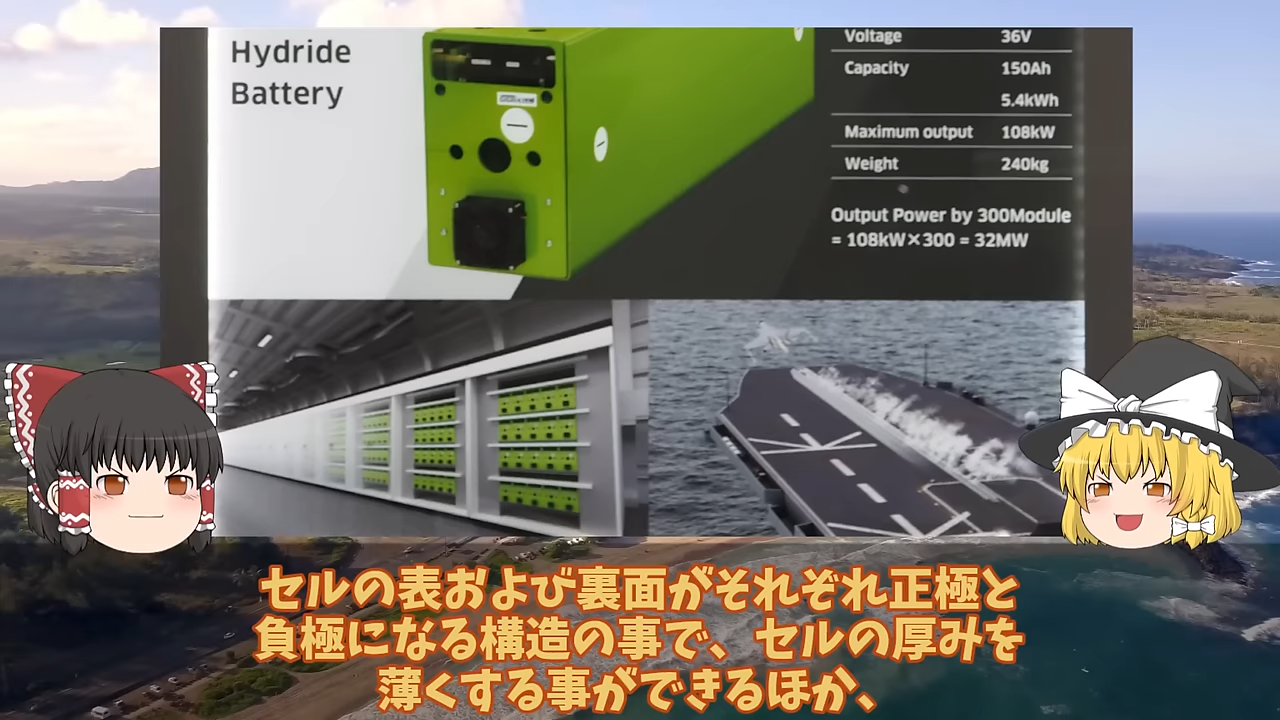 Hydride
Battery
Voltage 36V
Capacity 150Ah
5.4kWh
Maximum output 108kW
Weight 240kg
Output Power by 300Module
= 108kW×300 = 32MW
セルの表および裏面がそれぞれ正極と
負極になる構造の事で、セルの厚みを
薄くする事ができるほか、